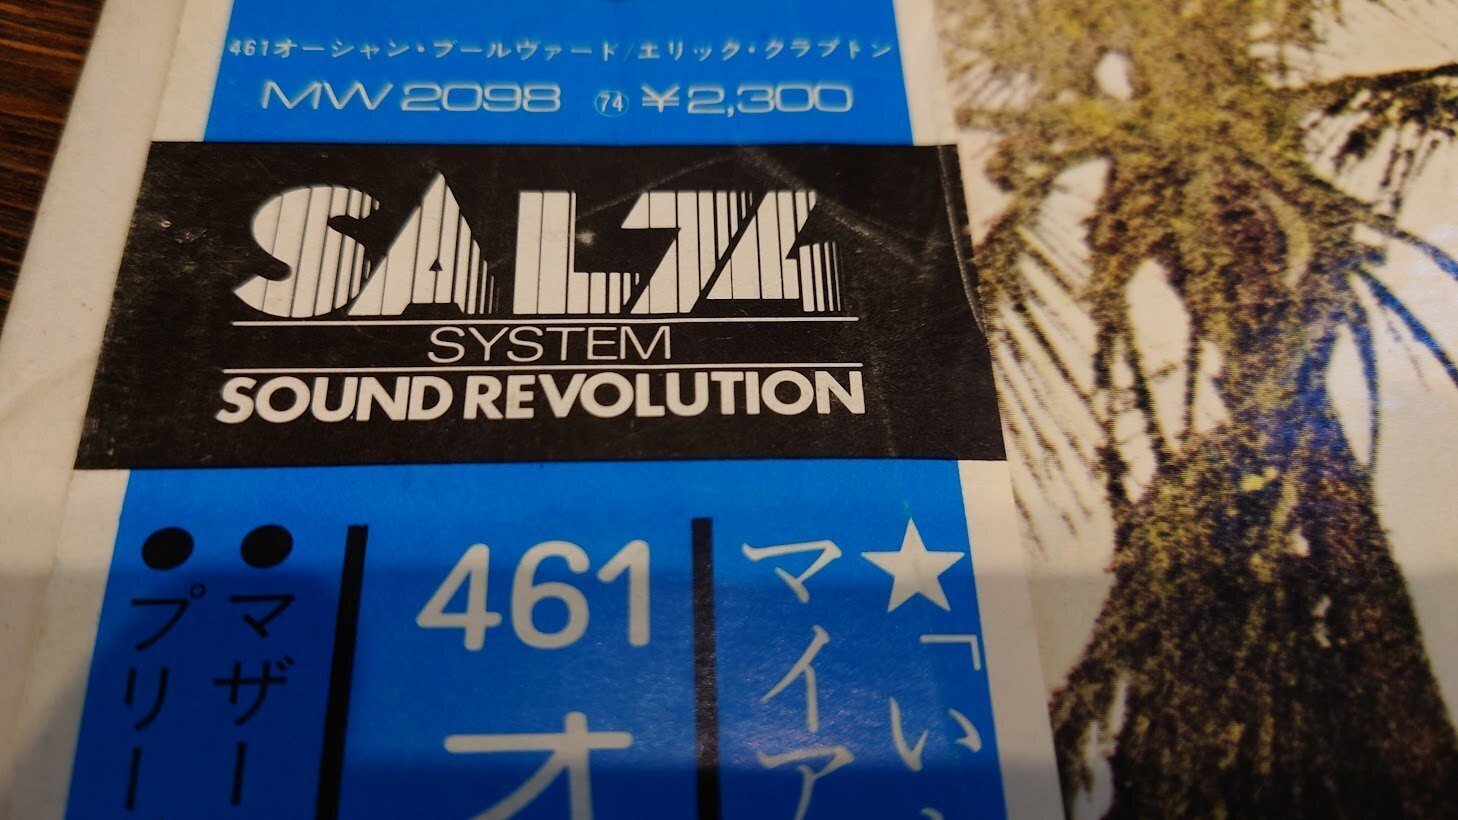 461オーシャン・ブールヴァード/エリック・クラプトン
MW 2098 74 ¥2,300
SAL74
SYSTEM
SOUND REVOLUTION
★「い
マイア
461
オ
●マザー
●プリー